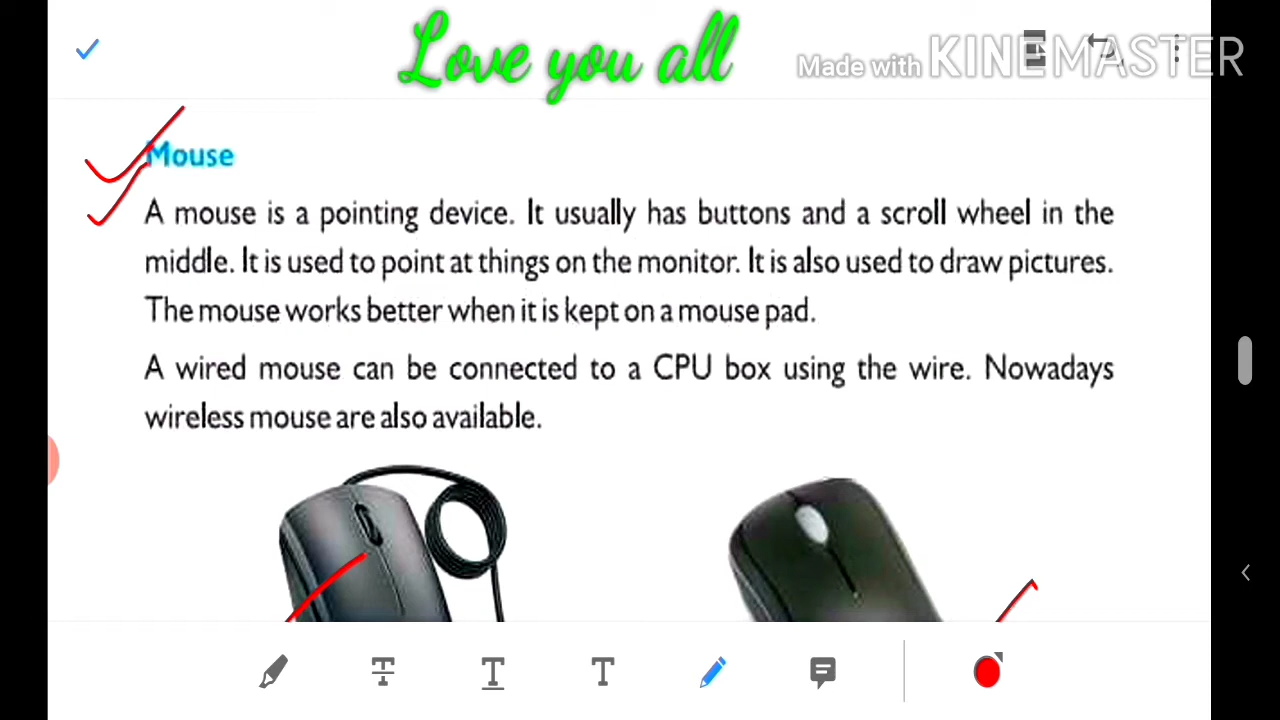 Love you all
Made with KINEMASTER
Mouse
A mouse is a pointing device. It usually has buttons and a scroll wheel in the
middle. It is used to point at things on the monitor. It is also used to draw pictures.
The mouse works better when it is kept on a mouse pad.
A wired mouse can be connected to a CPU box using the wire. Nowadays
wireless mouse are also available.